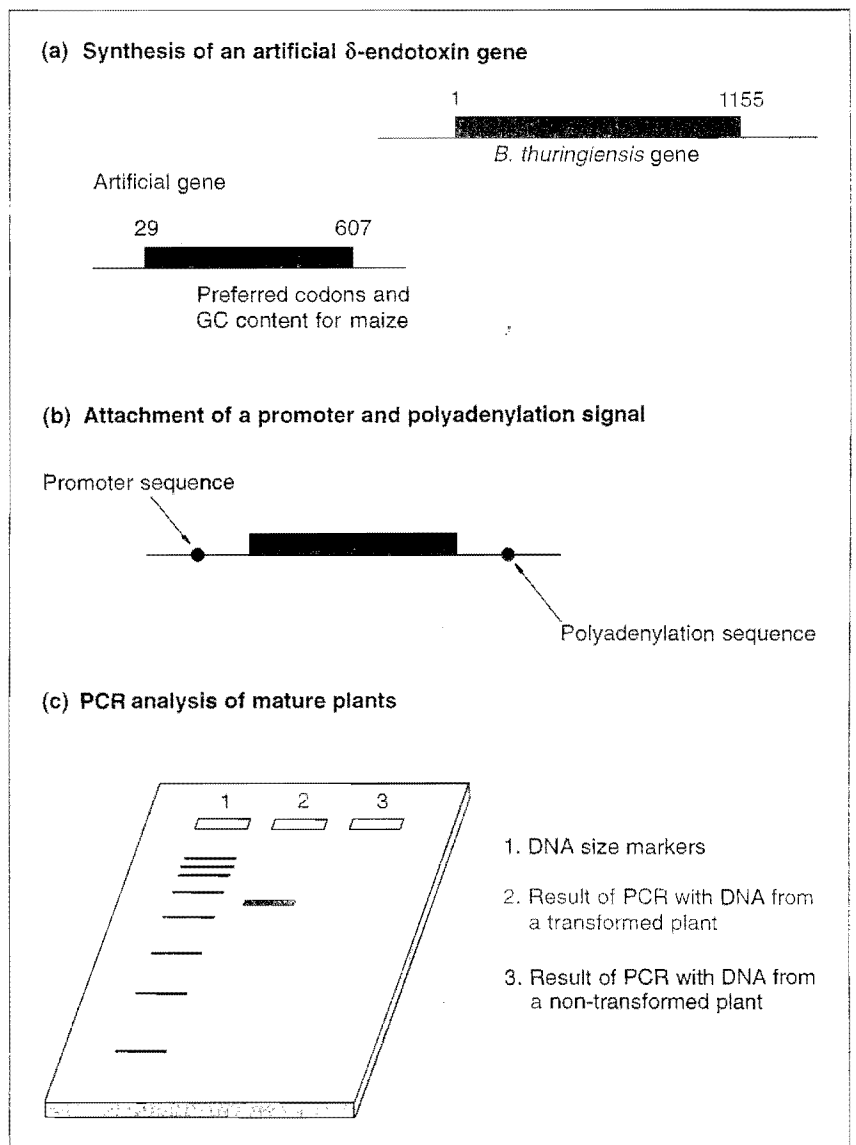 (a) Synthesis of an artificial δ-endotoxin gene
1 1155
B. thuringiensis gene
Artificial gene
29 607
Preferred codons and
GC content for maize
(b) Attachment of a promoter and polyadenylation signal
Promoter sequence
Polyadenylation sequence
(c) PCR analysis of mature plants
1 2 3
1. DNA size markers
2. Result of PCR with DNA from
a transformed plant
3. Result of PCR with DNA from
a non-transformed plant